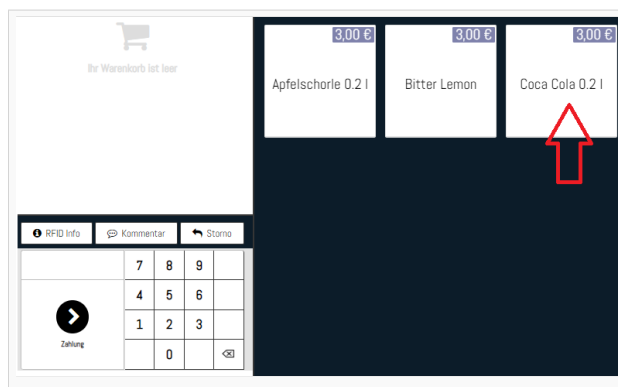 Ihr Warenkorb ist leer
3,00 €
3,00 €
3,00 €
Apfelschorle 0.2 l
Bitter Lemon
Coca Cola 0.2 l
RFID Info
Kommentar
Storno
7 8 9
4 5 6
1 2 3
0
Zahlung